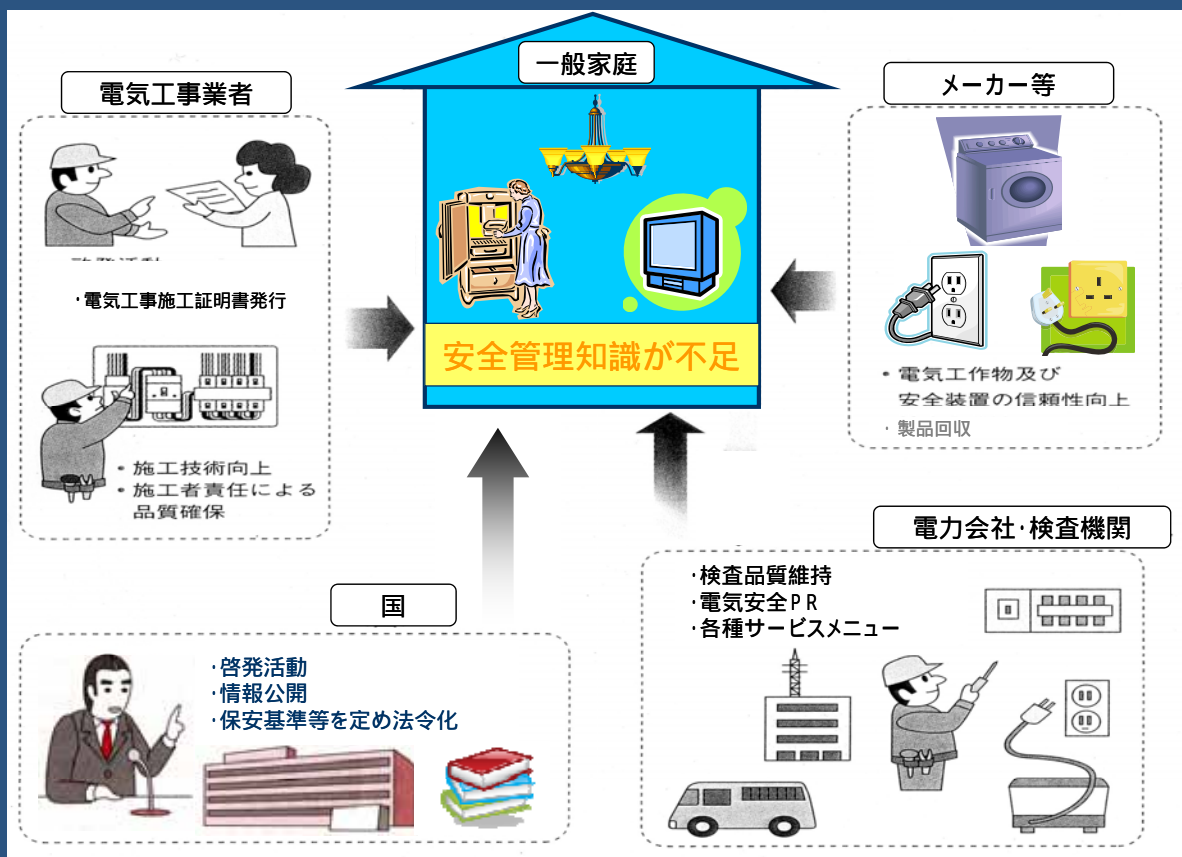 一般家庭
電気工事業者
メーカー等
・電気工事施工証明書発行
安全管理知識が不足
・電気工作物及び
安全装置の信頼性向上
・製品回収
・施工技術向上
・施工者責任による
品質確保
電力会社・検査機関
・検査品質維持
・電気安全PR
・各種サービスメニュー
国
・啓発活動
・情報公開
・保安基準等を定め法令化